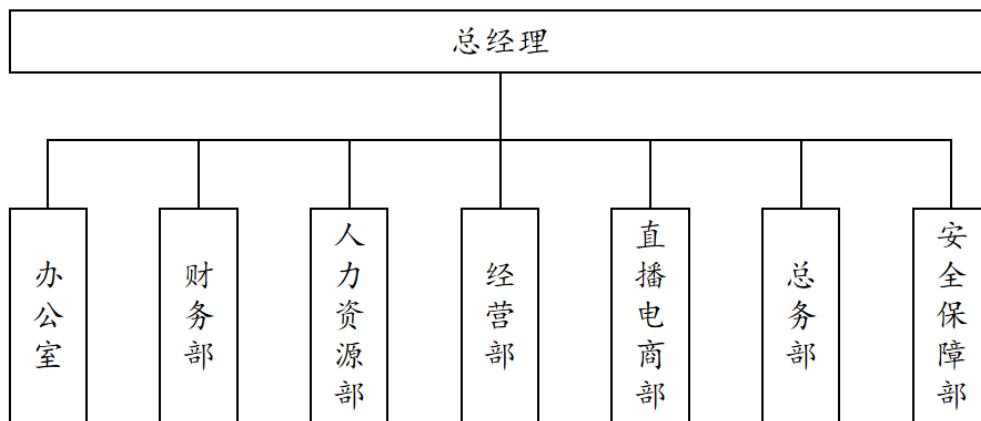 总经理
办公室
财务部
人力资源部
经营部
直播电商部
总务部
安全保障部